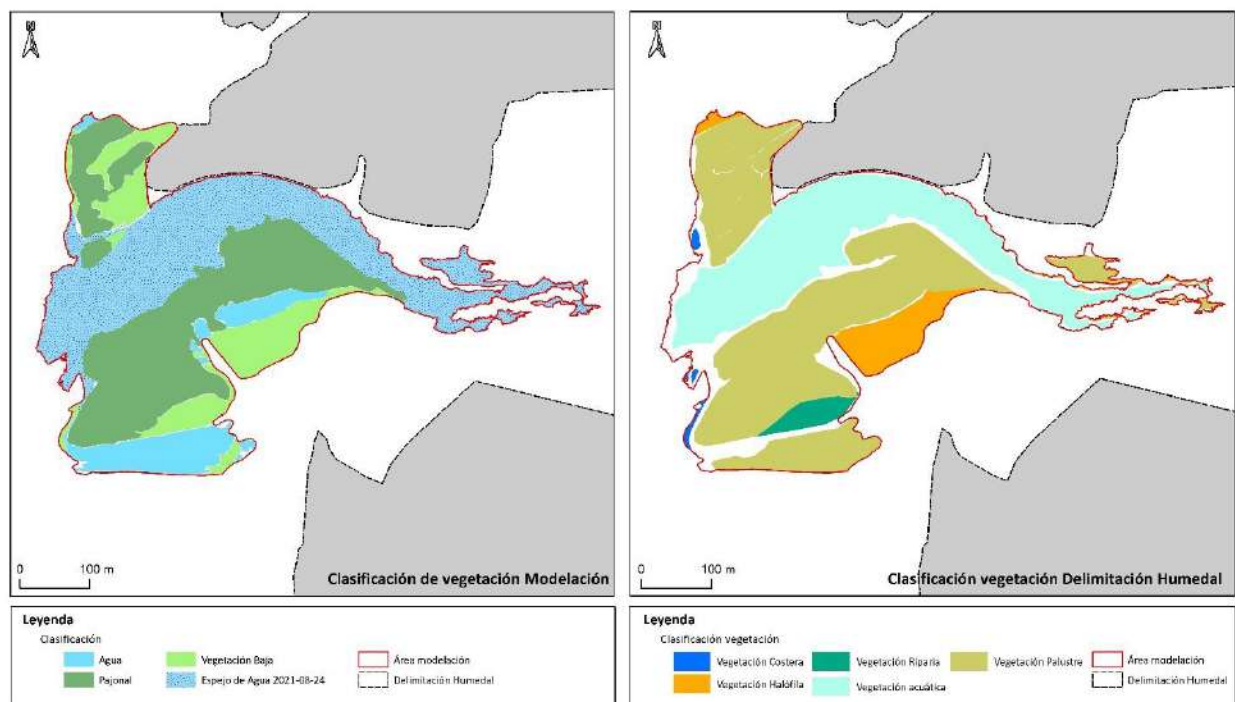 N
0 100 m
Clasificación de vegetación Modelación
Leyenda
Clasificación
Agua
Vegetación Baja
Área modelación
Pajonal
Espejo de Agua 2021-08-24
Delimitación Humedal
N
0 100 m
Clasificación vegetación Delimitación Humedal
Leyenda
Clasificación vegetación
Vegetación Costera
Vegetación Riparia
Vegetación Palustre
Área modelación
Vegetación Halófila
Vegetación acuática
Delimitación Humedal